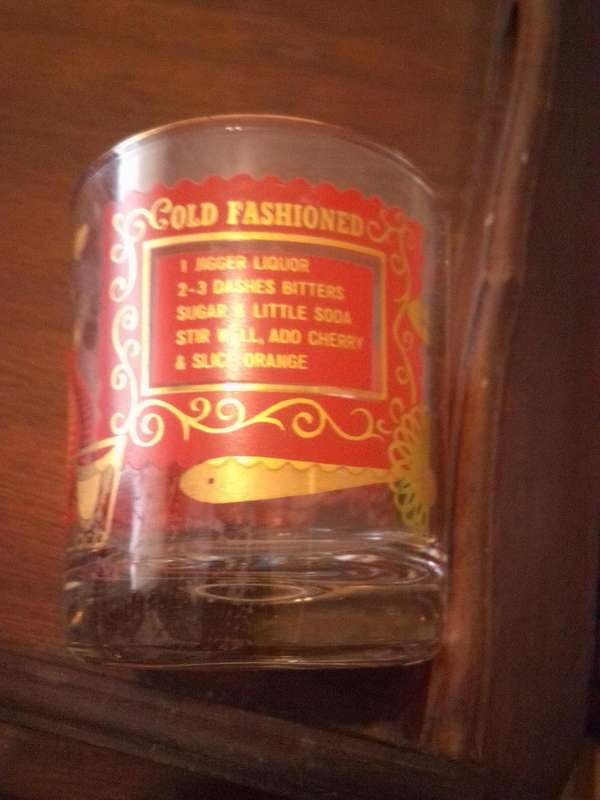 OLD FASHIONED
1 JIGGER LIQUOR
2-3 DASHES BITTERS
SUGAR & LITTLE SODA
STIR WELL, ADD CHERRY
& SLICE ORANGE